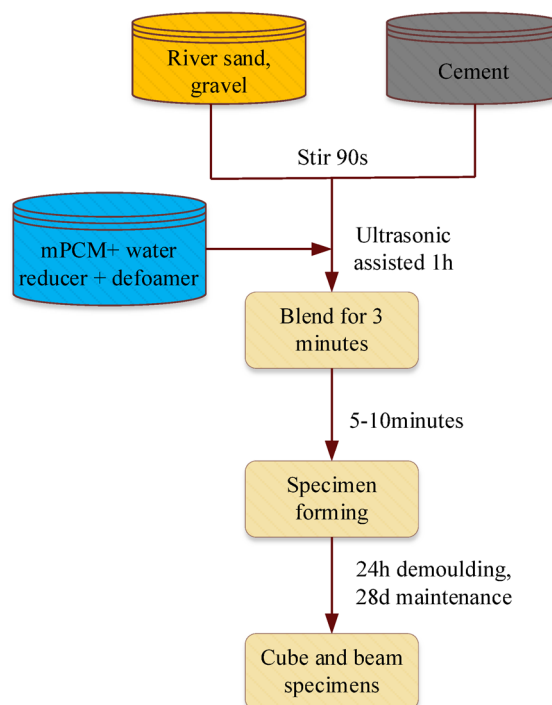 River sand,
gravel
Cement
Stir 90s
mPCM+ water
reducer + defoamer
Ultrasonic
assisted 1h
Blend for 3
minutes
5-10minutes
Specimen
forming
24h demoulding,
28d maintenance
Cube and beam
specimens